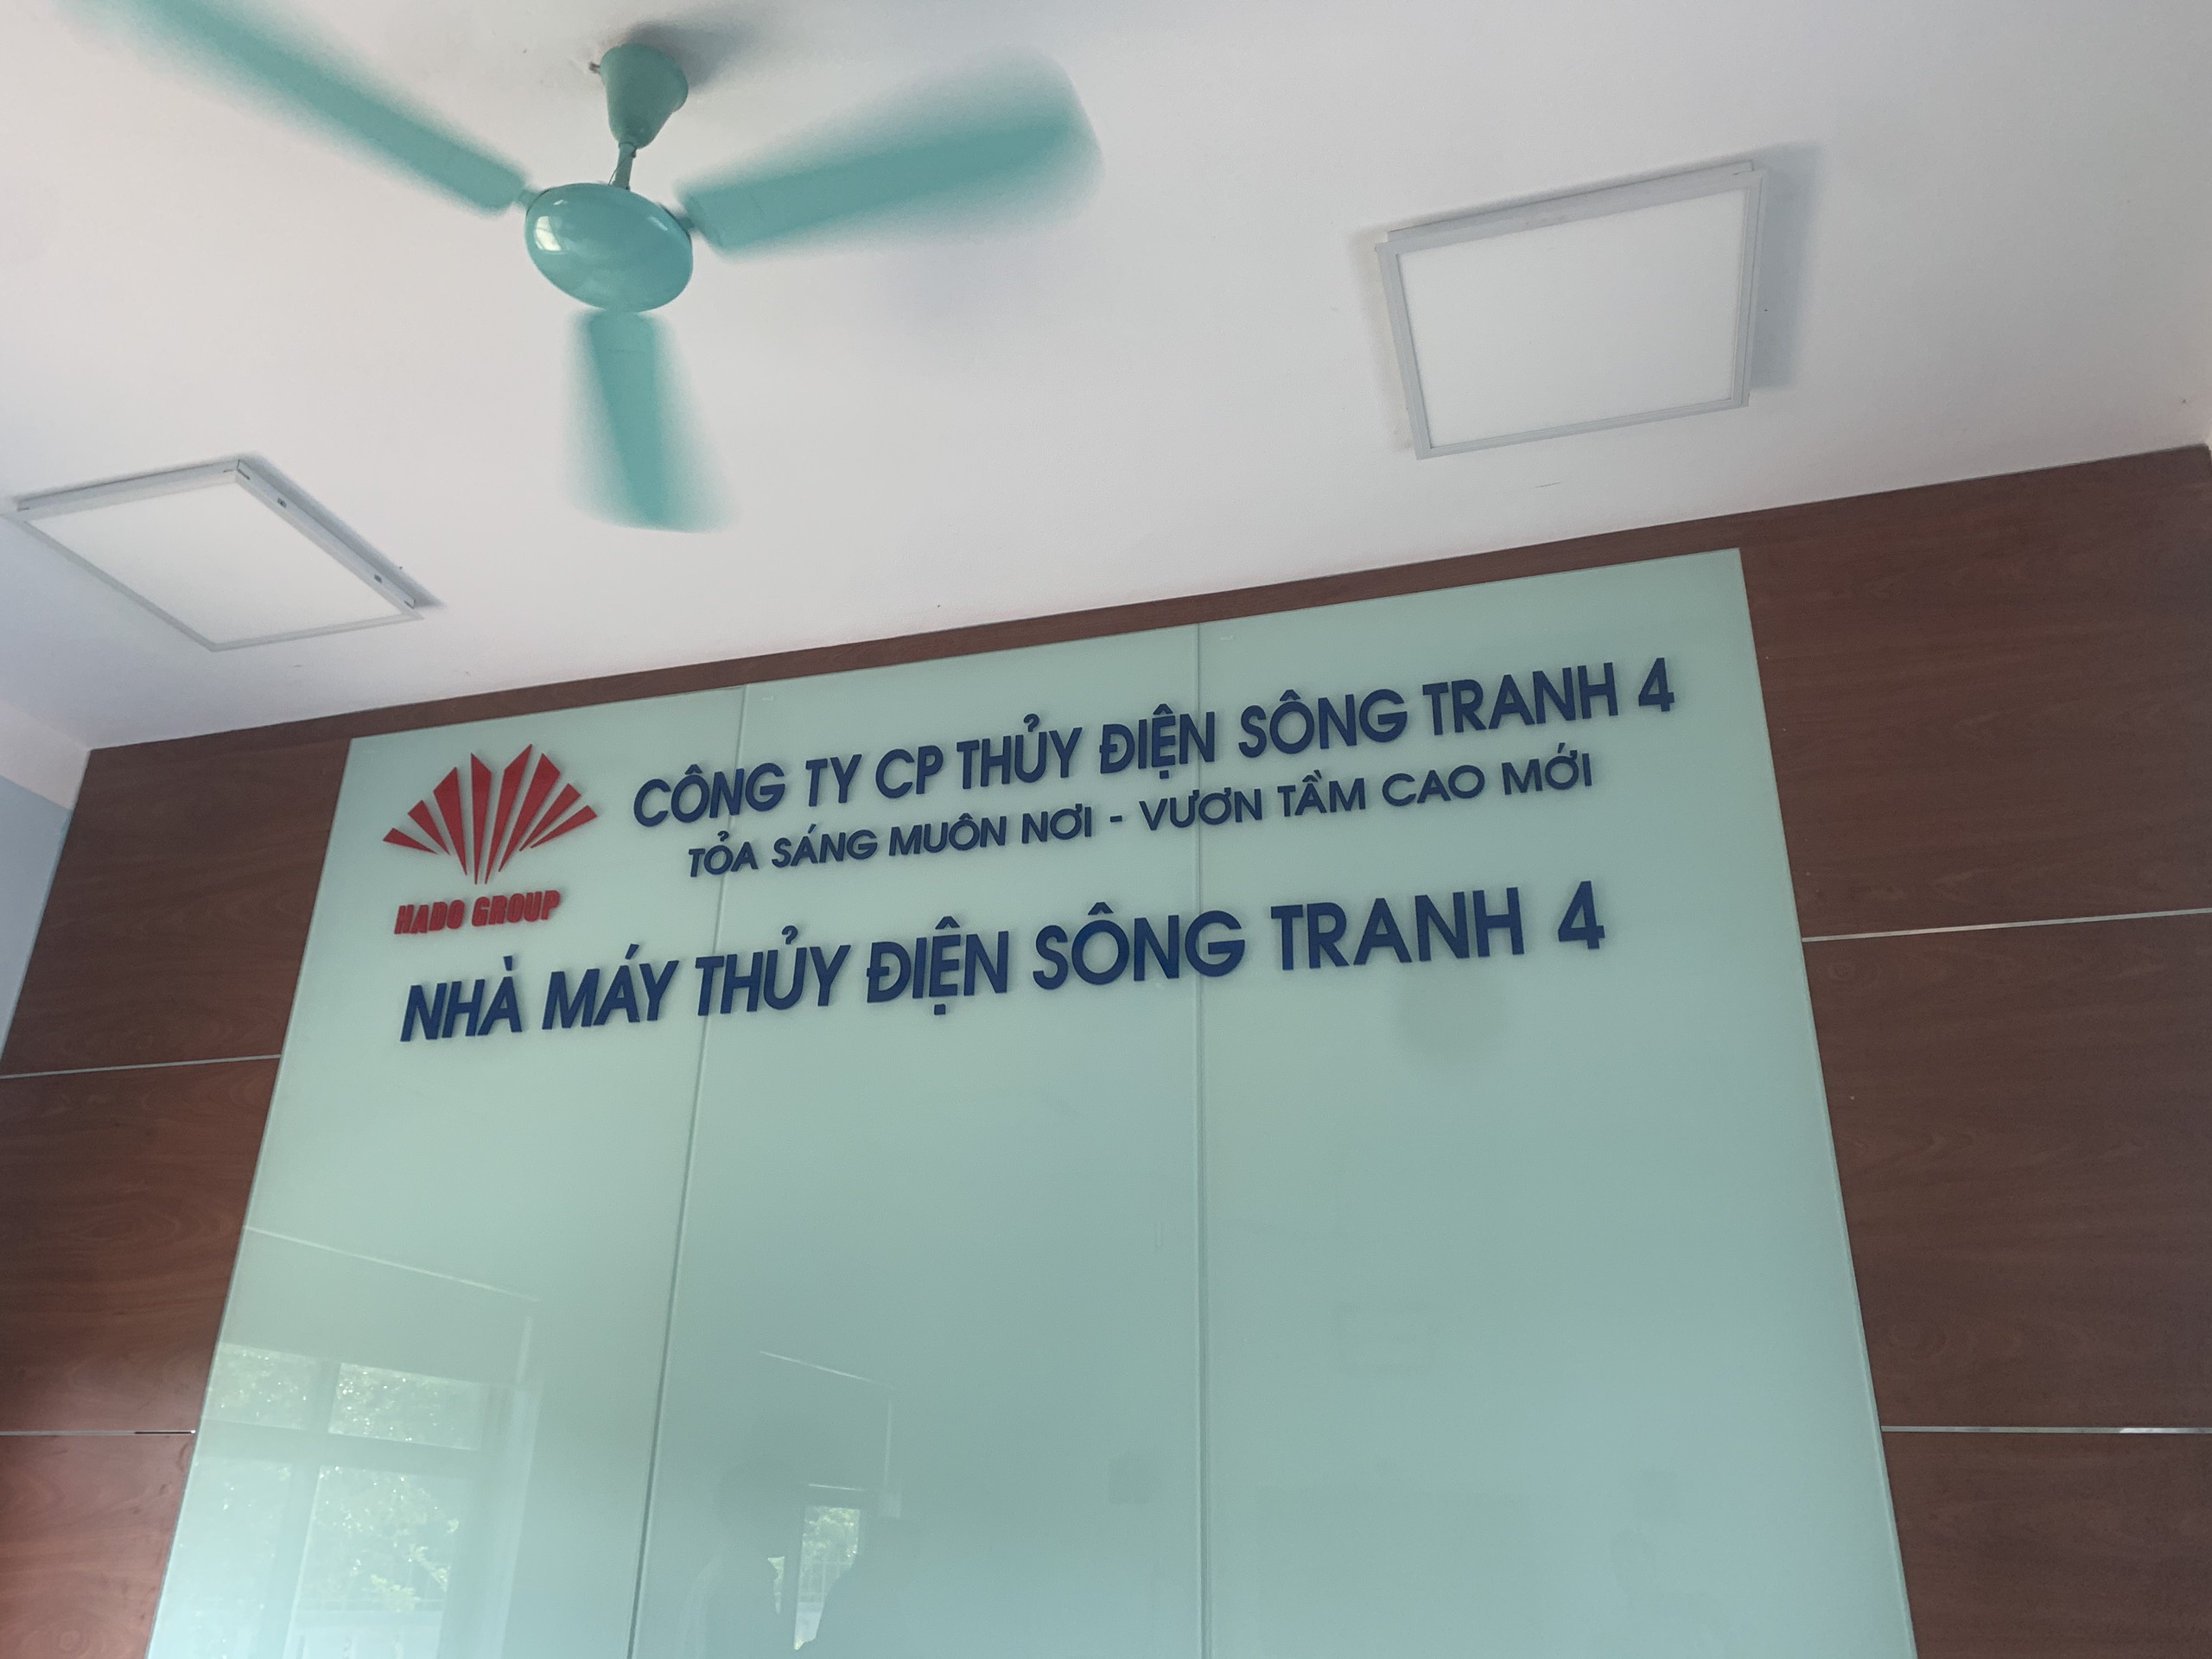 CÔNG TY CP THỦY ĐIỆN SÔNG TRANH 4
TỎA SÁNG MUÔN NƠI - VƯƠN TẦM CAO MỚI
HADO GROUP
NHÀ MÁY THỦY ĐIỆN SÔNG TRANH 4